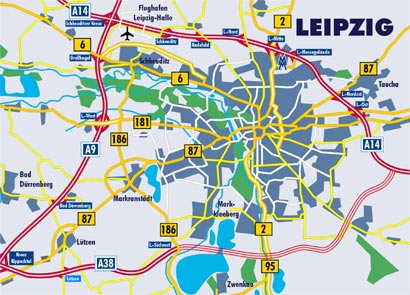 A14
Schkeuditzer Kreuz
Flughafen
Leipzig-Halle
6
Großkugel
Schkeuditz
Radefeld
L.-Nord
2
L.-Mitte
L.-Messegelände
LEIPZIG
Schkeuditz
6
87
Taucha
L.-Nordost
L.-Ost
L.-West
181
186
A9
87
A14
Bad
Dürrenberg
Markranstädt
Bad Dürrenberg
87
Lützen
Mark-
kleeberg
186
2
L.-Südwest
Kreuz
Rippachtal
Lützen
A38
95
Zwenkau